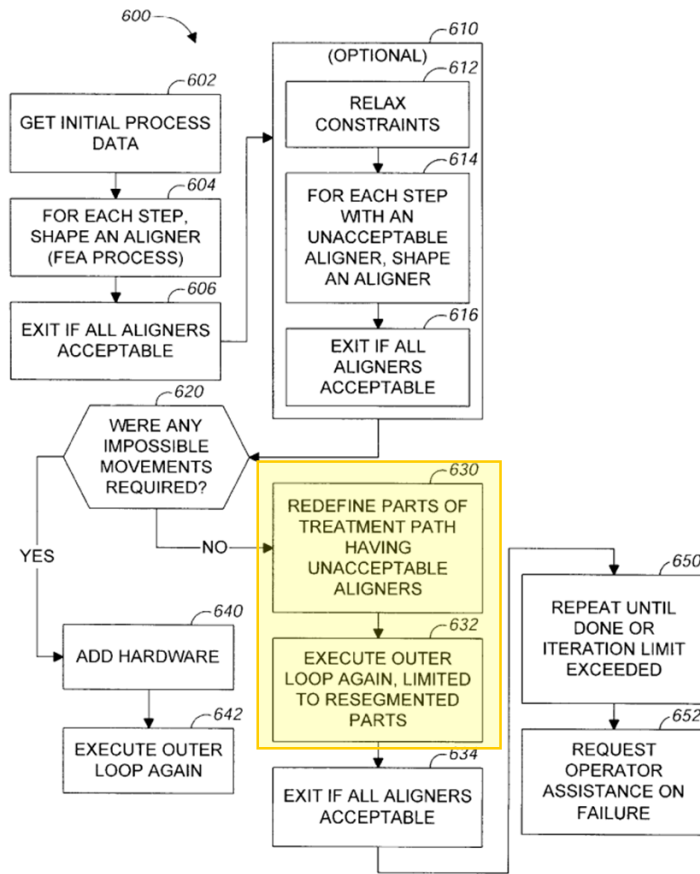 600
602
GET INITIAL PROCESS
DATA
604
FOR EACH STEP,
SHAPE AN ALIGNER
(FEA PROCESS)
606
EXIT IF ALL ALIGNERS
ACCEPTABLE
610
(OPTIONAL)
612
RELAX
CONSTRAINTS
614
FOR EACH STEP
WITH AN
UNACCEPTABLE
ALIGNER, SHAPE
AN ALIGNER
616
EXIT IF ALL
ALIGNERS
ACCEPTABLE
620
WERE ANY
IMPOSSIBLE
MOVEMENTS
REQUIRED?
YES
NO
630
REDEFINE PARTS OF
TREATMENT PATH
HAVING
UNACCEPTABLE
ALIGNERS
632
EXECUTE OUTER
LOOP AGAIN, LIMITED
TO RESEGMENTED
PARTS
634
EXIT IF ALL ALIGNERS
ACCEPTABLE
640
ADD HARDWARE
642
EXECUTE OUTER
LOOP AGAIN
650
REPEAT UNTIL
DONE OR
ITERATION LIMIT
EXCEEDED
652
REQUEST
OPERATOR
ASSISTANCE ON
FAILURE